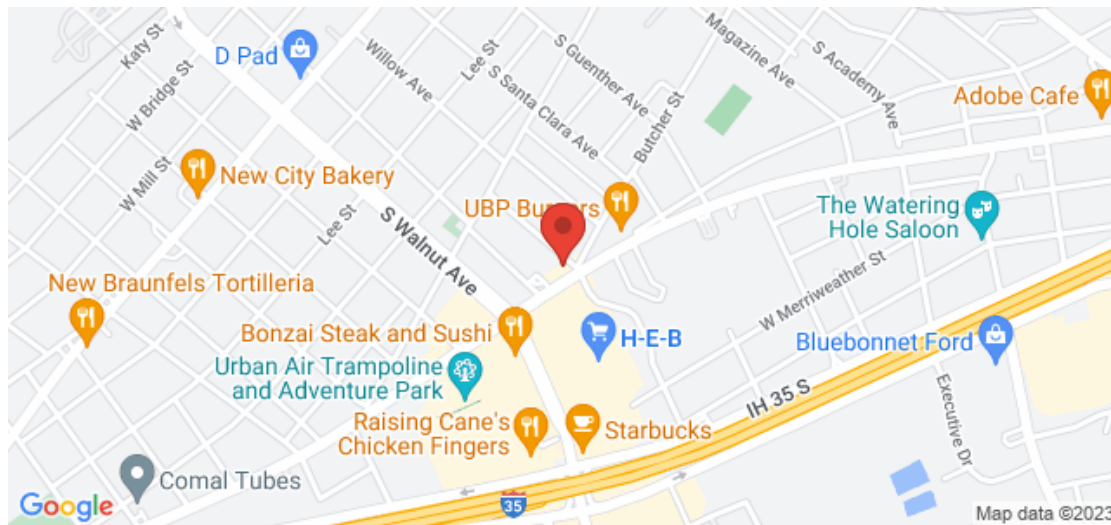 Katy St
W Bridge St
W Mill St
D Pad
Willow Ave
Lee St
S Guenther Ave
S Santa Clara Ave
Butcher St
Magazine Ave
S Academy Ave
Adobe Cafe
New City Bakery
Lee St
S Walnut Ave
UBP Burgers
The Watering
Hole Saloon
New Braunfels Tortilleria
Bonzai Steak and Sushi
H-E-B
W Merriweather St
Bluebonnet Ford
Urban Air Trampoline
and Adventure Park
IH 35 S
Executive Dr
Raising Cane's
Chicken Fingers
Starbucks
Comal Tubes
35
Google
Map data ©2023